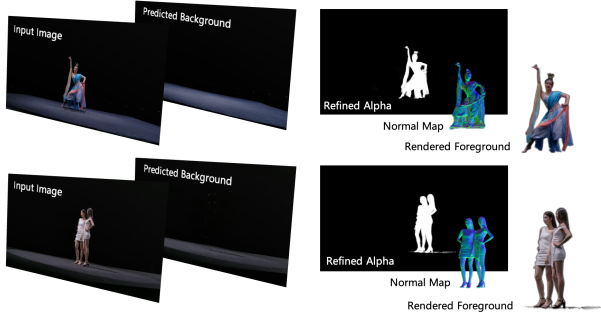 Input Image
Predicted Background
Refined Alpha
Normal Map
Rendered Foreground
Input Image
Predicted Background
Refined Alpha
Normal Map
Rendered Foreground